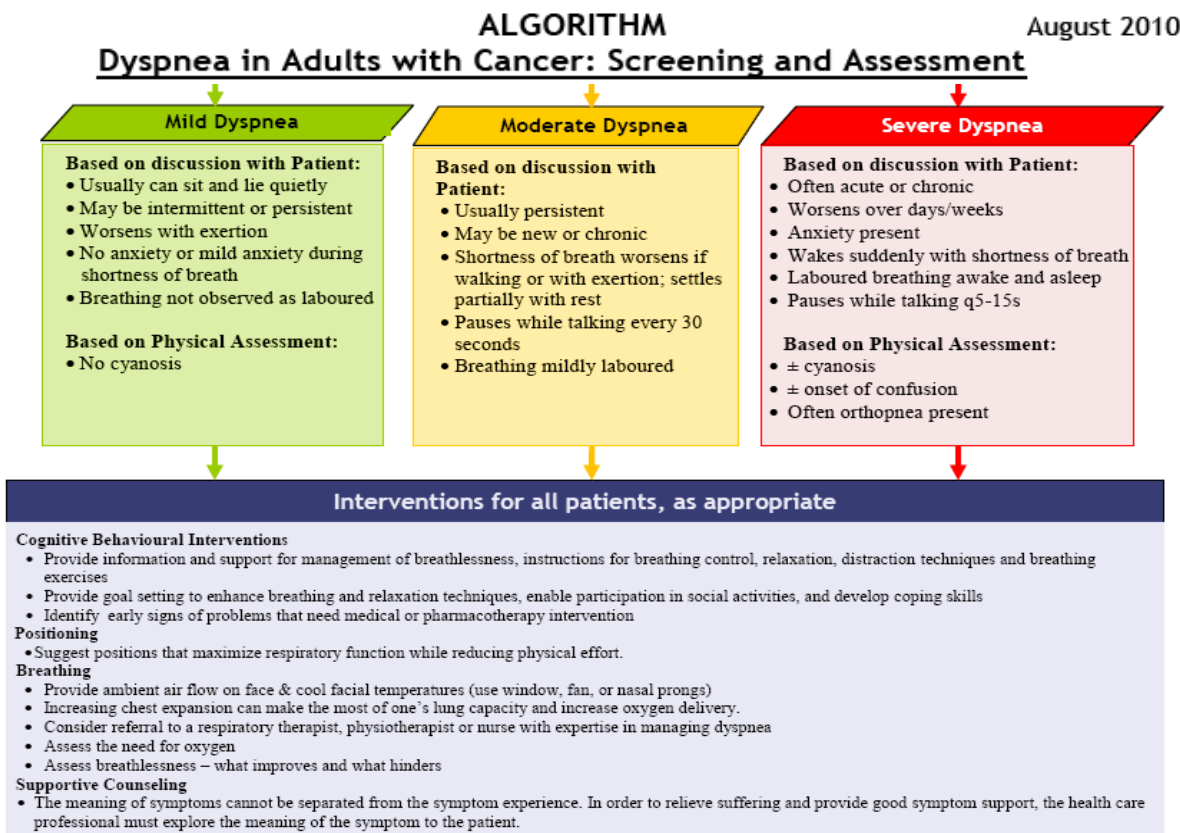 ALGORITHM
August 2010
Dyspnea in Adults with Cancer: Screening and Assessment
Mild Dyspnea
Based on discussion with Patient:
• Usually can sit and lie quietly
• May be intermittent or persistent
• Worsens with exertion
• No anxiety or mild anxiety during
shortness of breath
• Breathing not observed as laboured
Based on Physical Assessment:
• No cyanosis
Moderate Dyspnea
Based on discussion with
Patient:
• Usually persistent
• May be new or chronic
• Shortness of breath worsens if
walking or with exertion; settles
partially with rest
• Pauses while talking every 30
seconds
• Breathing mildly laboured
Severe Dyspnea
Based on discussion with Patient:
• Often acute or chronic
• Worsens over days/weeks
• Anxiety present
• Wakes suddenly with shortness of breath
• Laboured breathing awake and asleep
• Pauses while talking q5-15s
Based on Physical Assessment:
• ± cyanosis
• ± onset of confusion
• Often orthopnea present
Interventions for all patients, as appropriate
Cognitive Behavioural Interventions
• Provide information and support for management of breathlessness, instructions for breathing control, relaxation, distraction techniques and breathing
exercises
• Provide goal setting to enhance breathing and relaxation techniques, enable participation in social activities, and develop coping skills
• Identify early signs of problems that need medical or pharmacotherapy intervention
Positioning
• Suggest positions that maximize respiratory function while reducing physical effort.
Breathing
• Provide ambient air flow on face & cool facial temperatures (use window, fan, or nasal prongs)
• Increasing chest expansion can make the most of one's lung capacity and increase oxygen delivery.
• Consider referral to a respiratory therapist, physiotherapist or nurse with expertise in managing dyspnea
• Assess the need for oxygen
• Assess breathlessness – what improves and what hinders
Supportive Counseling
• The meaning of symptoms cannot be separated from the symptom experience. In order to relieve suffering and provide good symptom support, the health care
professional must explore the meaning of the symptom to the patient.